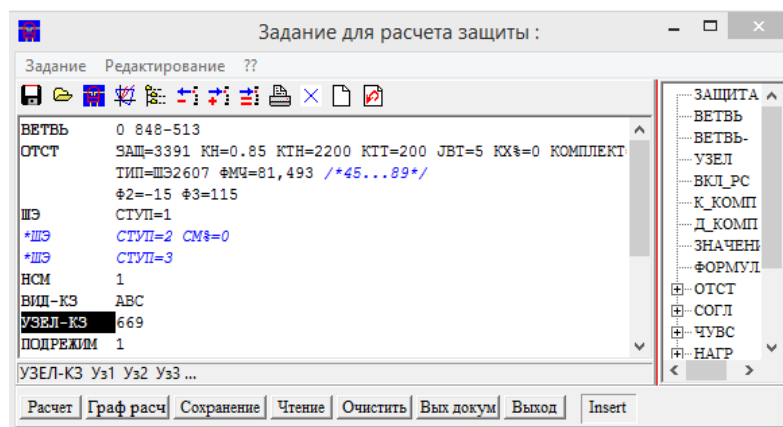 Задание для расчета защиты :
Задание Редактирование ??
ВЕТВЬ 0 848-513
ОТСТ ЗАЩ=3391 КН=0.85 КТН=2200 КТТ=200 JВТ=5 КХ%=0 КОМПЛЕКТ
ТИП=ШЭ2607 ФМЧ=81,493 /*45...89*/
Ф2=-15 Ф3=115
ШЭ СТУП=1
*ШЭ СТУП=2 СМ%=0
*ШЭ СТУП=3
НСМ 1
ВИД-КЗ АВС
УЗЕЛ-КЗ 669
ПОДРЕЖИМ 1
УЗЕЛ-КЗ Уз1 Уз2 Уз3 ...
ЗАЩИТА
ВЕТВЬ
ВЕТВЬ-
УЗЕЛ
ВКЛ_РС
К_КОМП
Д_КОМП
ЗНАЧЕНИ
ФОРМУЛ
ОТСТ
СОГЛ
ЧУВС
НАГР
Расчет Граф расч Сохранение Чтение Очистить Вых докум Выход Insert